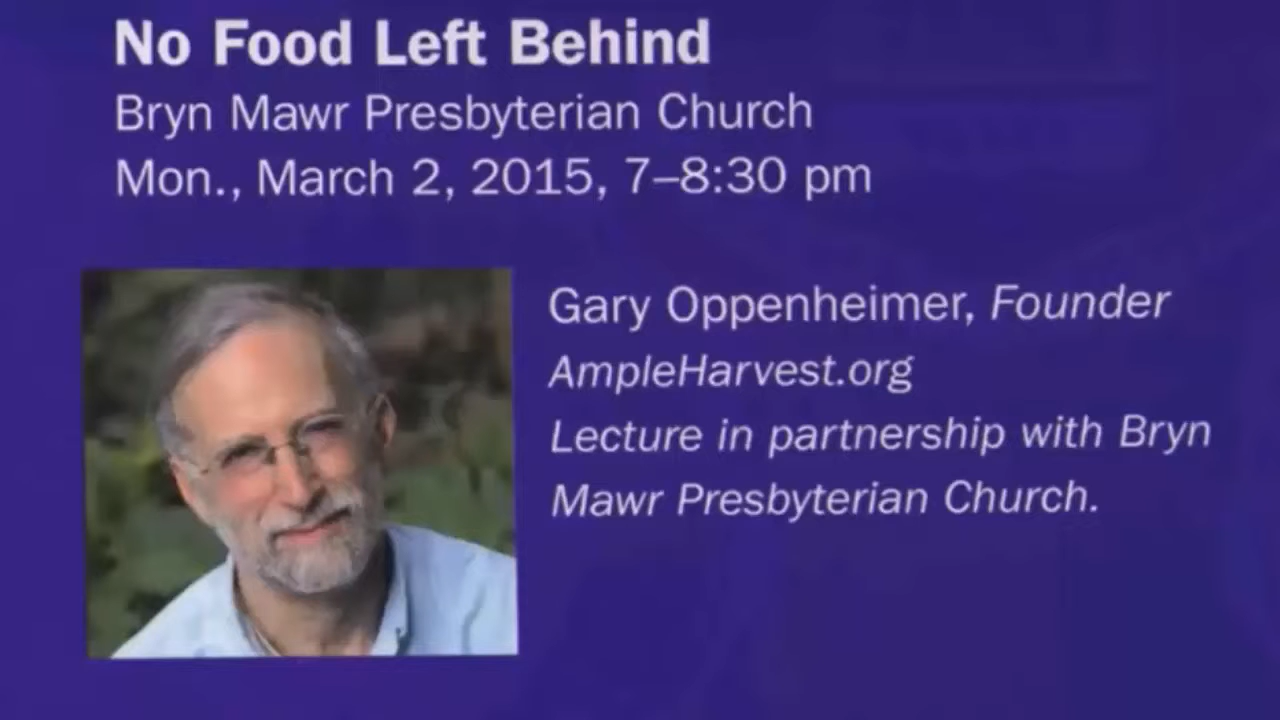 No Food Left Behind
Bryn Mawr Presbyterian Church
Mon., March 2, 2015, 7–8:30 pm
Gary Oppenheimer, Founder
AmpleHarvest.org
Lecture in partnership with Bryn
Mawr Presbyterian Church.